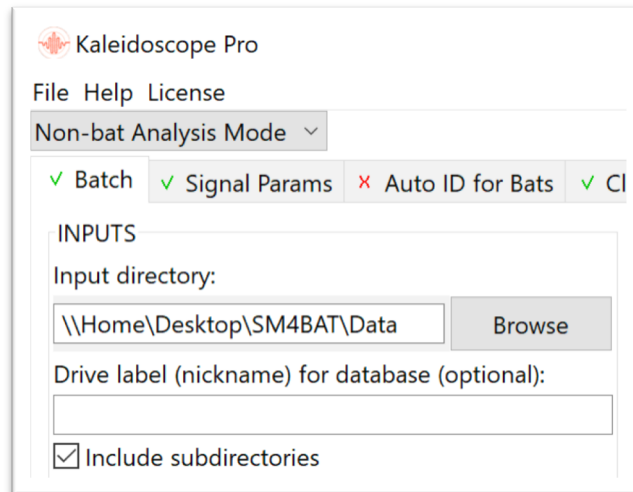 Kaleidoscope Pro
File Help License
Non-bat Analysis Mode
Batch Signal Params Auto ID for Bats Cl
INPUTS
Input directory:
\\Home\Desktop\SM4BAT\Data Browse
Drive label (nickname) for database (optional):
Include subdirectories